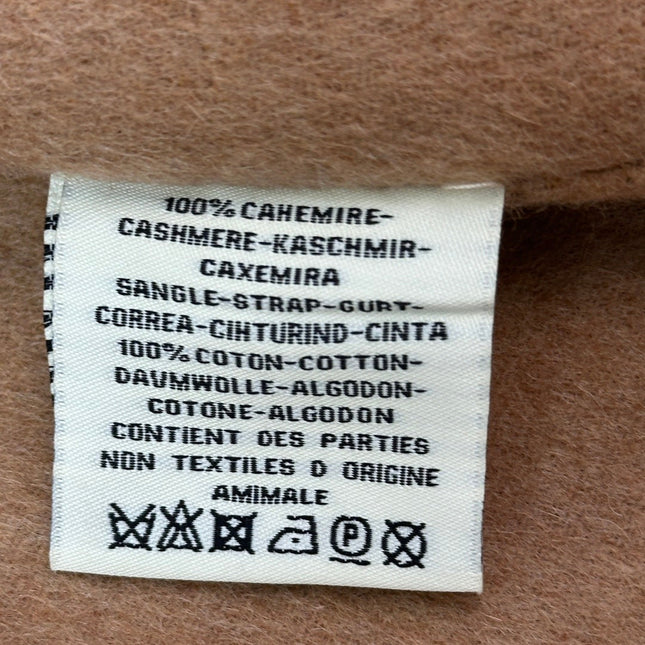 100% CAHEMIRE-
CASHMERE-KASCHMIR-
CAXEMIRA
SANGLE-STRAP-GURT-
CORREA-CIHTURIND-CINTA
100% COTON-COTTON-
DAUMWOLLE-ALGODON-
COTONE-ALGODON
CONTIENT DES PARTIES
NON TEXTILES D ORIGINE
AMIMALE
P